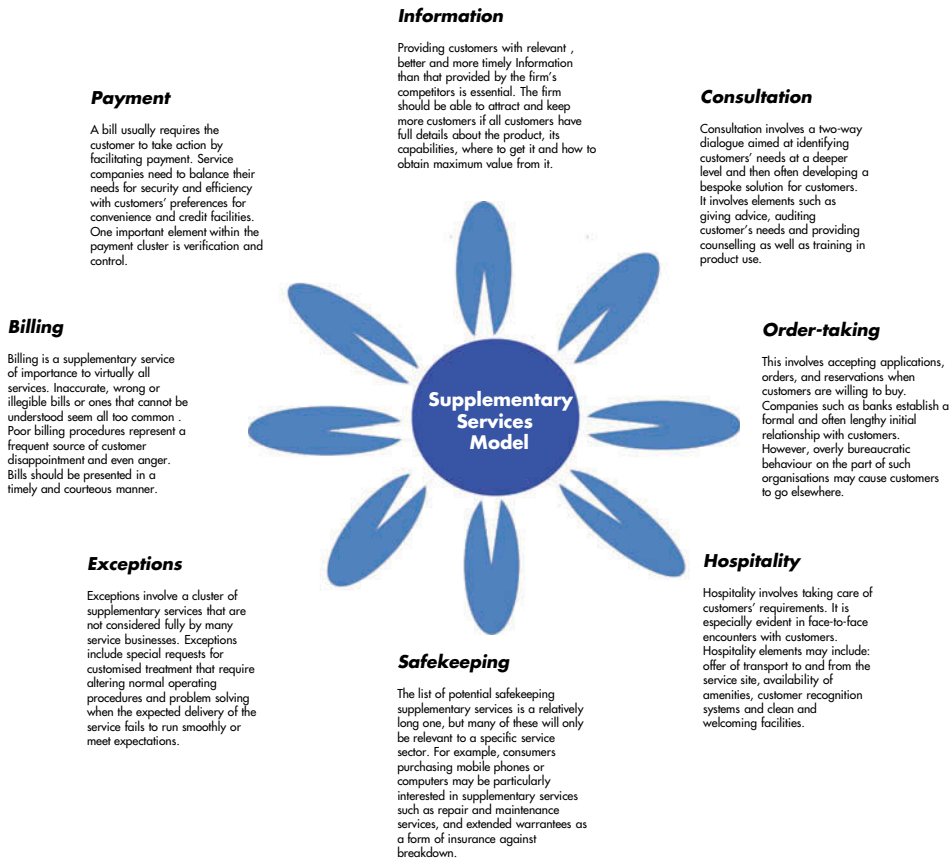 Information
Providing customers with relevant ,
better and more timely Information
than that provided by the firm's
competitors is essential. The firm
should be able to attract and keep
more customers if all customers have
full details about the product, its
capabilities, where to get it and how to
obtain maximum value from it.
Payment
A bill usually requires the
customer to take action by
facilitating payment. Service
companies need to balance their
needs for security and efficiency
with customers' preferences for
convenience and credit facilities.
One important element within the
payment cluster is verification and
control.
Consultation
Consultation involves a two-way
dialogue aimed at identifying
customers' needs at a deeper
level and then often developing a
bespoke solution for customers.
It involves elements such as
giving advice, auditing
customer's needs and providing
counselling as well as training in
product use.
Billing
Billing is a supplementary service
of importance to virtually all
services. Inaccurate, wrong or
illegible bills or ones that cannot be
understood seem all too common .
Poor billing procedures represent a
frequent source of customer
disappointment and even anger.
Bills should be presented in a
timely and courteous manner.
Supplementary
Services
Model
Order-taking
This involves accepting applications,
orders, and reservations when
customers are willing to buy.
Companies such as banks establish a
formal and often lengthy initial
relationship with customers.
However, overly bureaucratic
behaviour on the part of such
organisations may cause customers
to go elsewhere.
Exceptions
Exceptions involve a cluster of
supplementary services that are
not considered fully by many
service businesses. Exceptions
include special requests for
customised treatment that require
altering normal operating
procedures and problem solving
when the expected delivery of the
service fails to run smoothly or
meet expectations.
Safekeeping
The list of potential safekeeping
supplementary services is a relatively
long one, but many of these will only
be relevant to a specific service
sector. For example, consumers
purchasing mobile phones or
computers may be particularly
interested in supplementary services
such as repair and maintenance
services, and extended warrantees as
a form of insurance against
breakdown.
Hospitality
Hospitality involves taking care of
customers' requirements. It is
especially evident in face-to-face
encounters with customers.
Hospitality elements may include:
offer of transport to and from the
service site, availability of
amenities, customer recognition
systems and clean and
welcoming facilities.